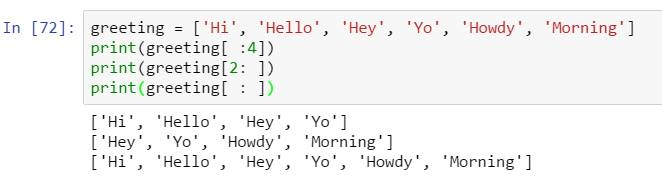 In [72]: greeting = ['Hi', 'Hello', 'Hey', 'Yo', 'Howdy', 'Morning']
print(greeting[ :4])
print(greeting[2: ])
print(greeting[ : ])
['Hi', 'Hello', 'Hey', 'Yo']
['Hey', 'Yo', 'Howdy', 'Morning']
['Hi', 'Hello', 'Hey', 'Yo', 'Howdy', 'Morning']